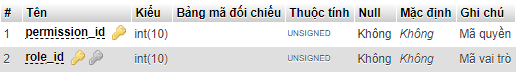 # Tên Kiểu Bảng mã đối chiếu Thuộc tính Null Mặc định Ghi chú
1 permission_id int(10) UNSIGNED Không Không Mã quyền
2 role_id int(10) UNSIGNED Không Không Mã vai trò